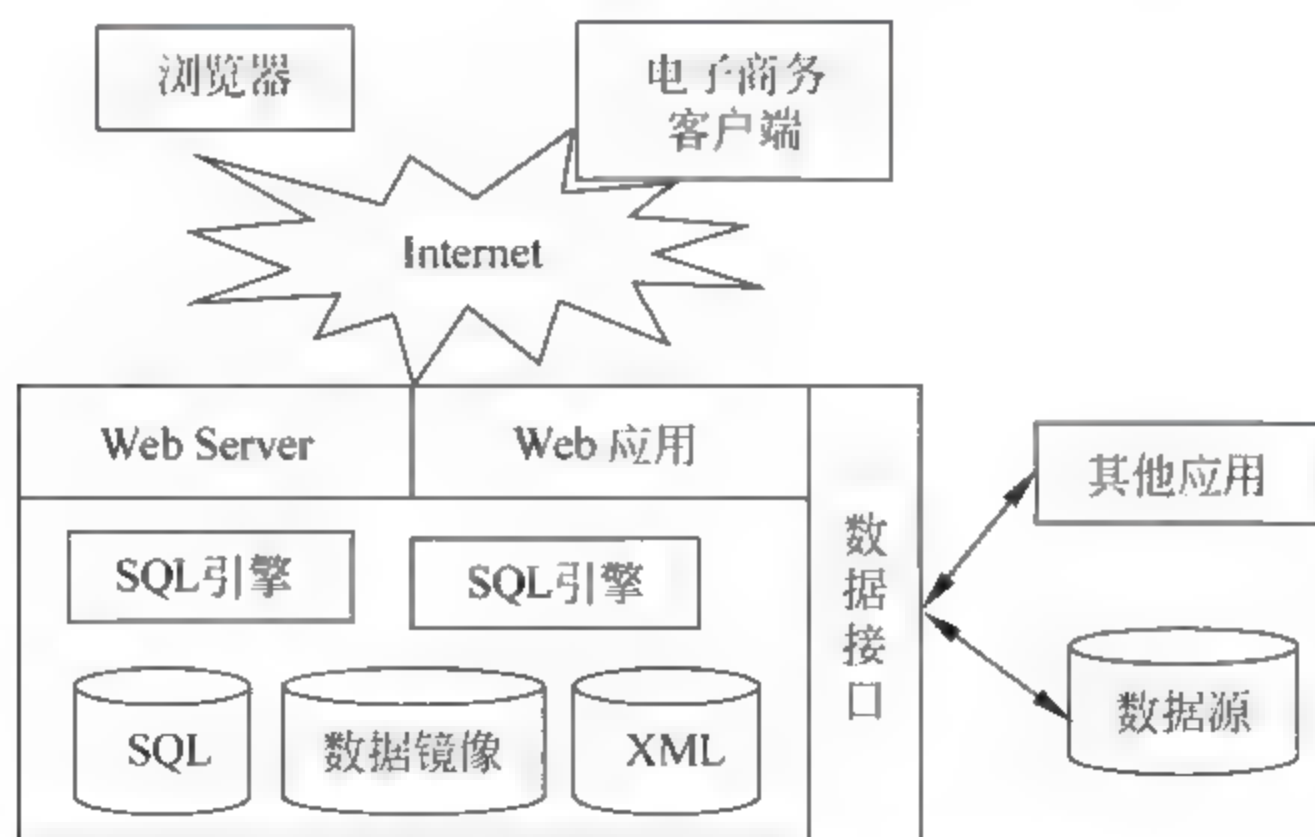 浏览器
电子商务
客户端
Internet
Web Server
Web 应用
SQL引擎
SQL引擎
SQL
数据镜像
XML
数据接口
其他应用
数据源